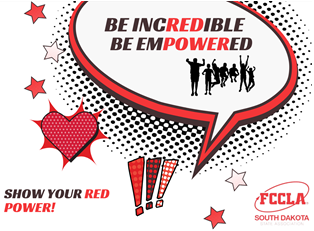 BE INCREDIBLE
BE EMPOWERED
SHOW YOUR RED
POWER!
FCCLA
SOUTH DAKOTA